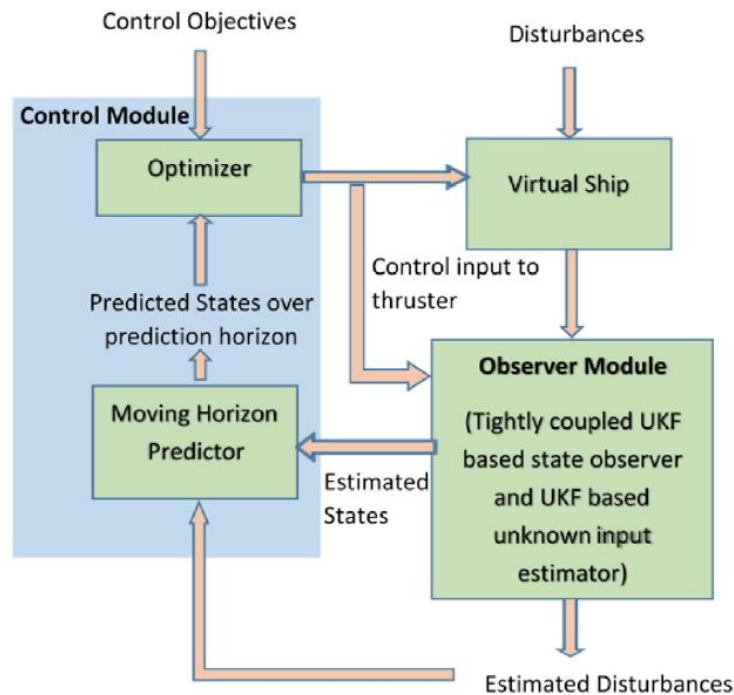 Control Objectives
Disturbances
Control Module
Optimizer
Virtual Ship
Control input to
thruster
Predicted States over
prediction horizon
Observer Module
(Tightly coupled UKF
based state observer
and UKF based
unknown input
estimator)
Moving Horizon
Predictor
Estimated
States
Estimated Disturbances